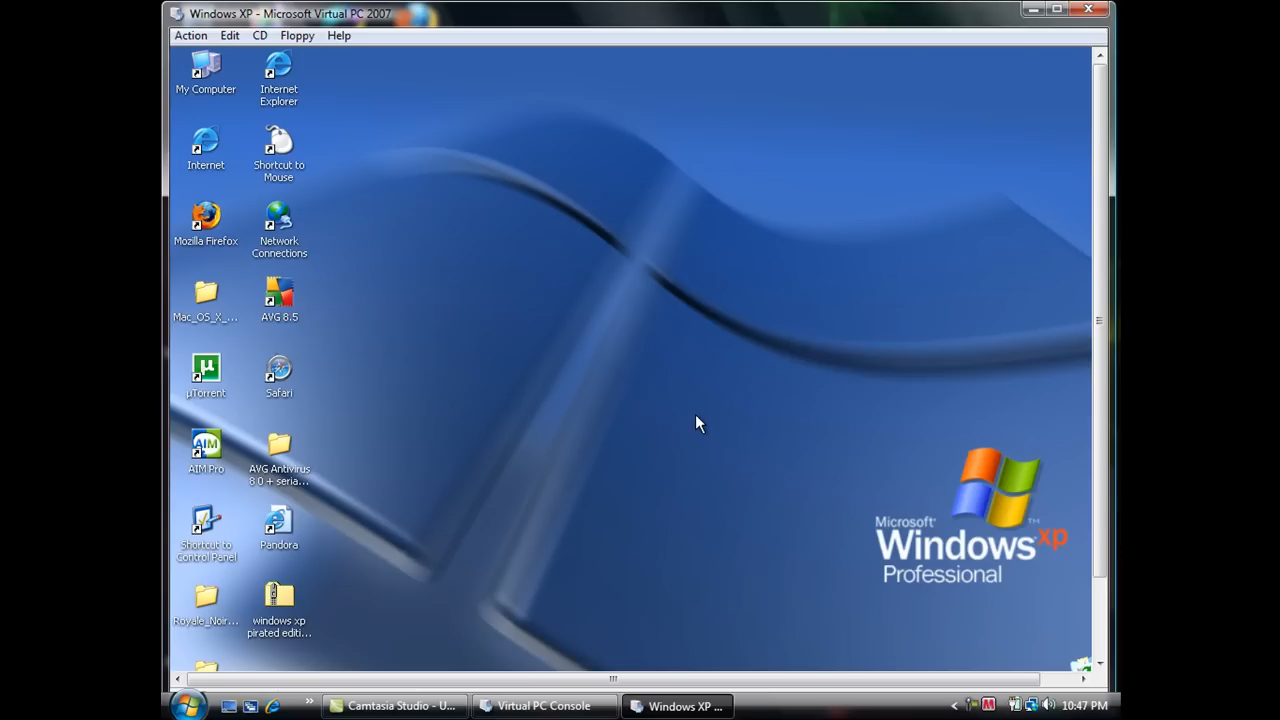 Windows XP - Microsoft Virtual PC 2007
Action Edit CD Floppy Help
My Computer
Internet
Explorer
Internet
Shortcut to
Mouse
Mozilla Firefox
Network
Connections
Mac_OS_X_...
AVG 8.5
µTorrent
Safari
AIM
AIM Pro
AVG Antivirus
8.0 + seria...
Shortcut to
Control Panel
Pandora
Royale_Noir...
windows xp
pirated editi...
Microsoft®
Windows xp
Professional
Camtasia Studio - U...
Virtual PC Console
Windows XP ...
10:47 PM